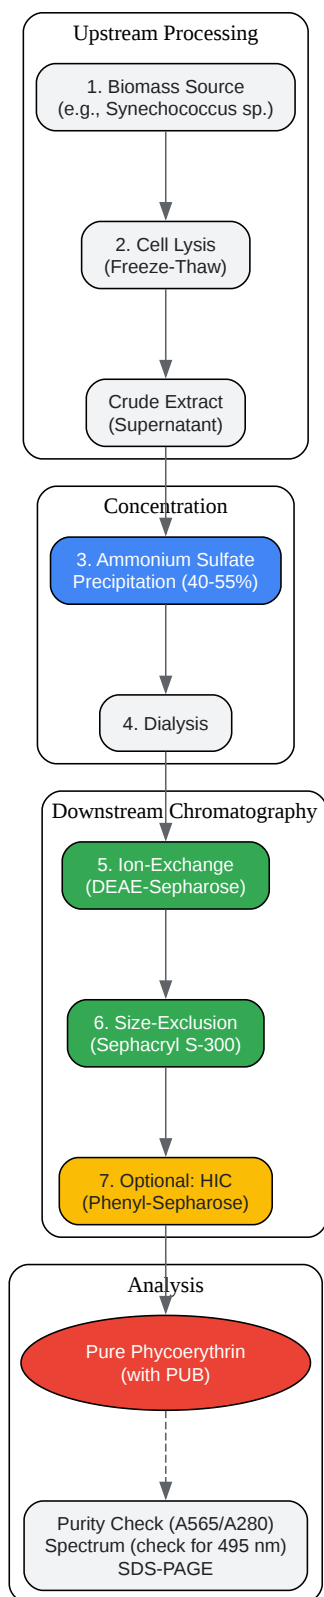 Upstream Processing
1. Biomass Source
(e.g., Synechococcus sp.)
2. Cell Lysis
(Freeze-Thaw)
Crude Extract
(Supernatant)
Concentration
3. Ammonium Sulfate
Precipitation (40-55%)
4. Dialysis
Downstream Chromatography
5. Ion-Exchange
(DEAE-Sepharose)
6. Size-Exclusion
(Sephacryl S-300)
7. Optional: HIC
(Phenyl-Sepharose)
Analysis
Pure Phycoerythrin
(with PUB)
Purity Check (A565/A280)
Spectrum (check for 495 nm)
SDS-PAGE